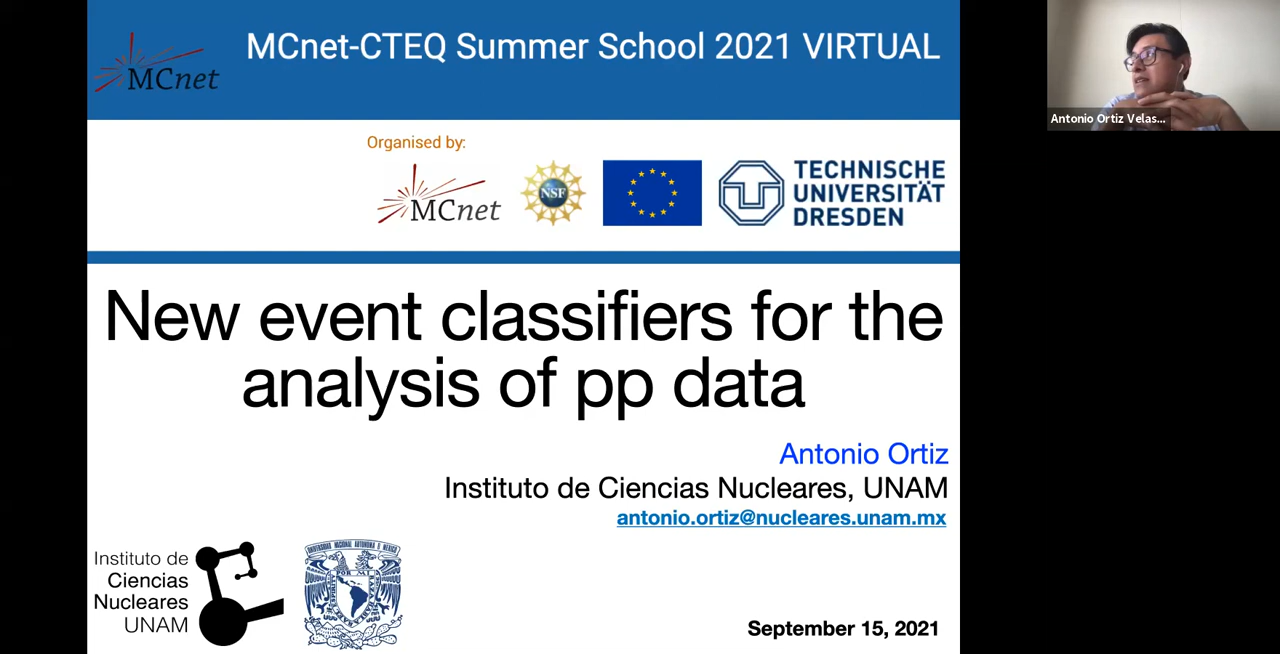 MCnet
MCnet-CTEQ Summer School 2021 VIRTUAL
Antonio Ortiz Velas...
Organised by:
MCnet
NSF
TECHNISCHE
UNIVERSITÄT
DRESDEN
New event classifiers for the
analysis of pp data
Antonio Ortiz
Instituto de Ciencias Nucleares, UNAM
antonio.ortiz@nucleares.unam.mx
Instituto de
Ciencias
Nucleares
UNAM
September 15, 2021